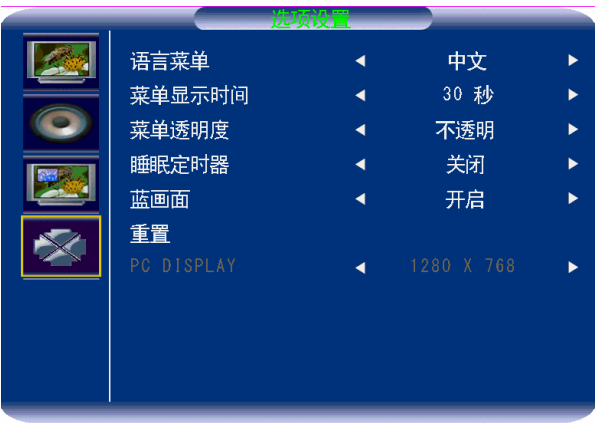 选项设置
语言菜单 中文
菜单显示时间 30 秒
菜单透明度 不透明
睡眠定时器 关闭
蓝画面 开启
重置
PC DISPLAY 1280 X 768